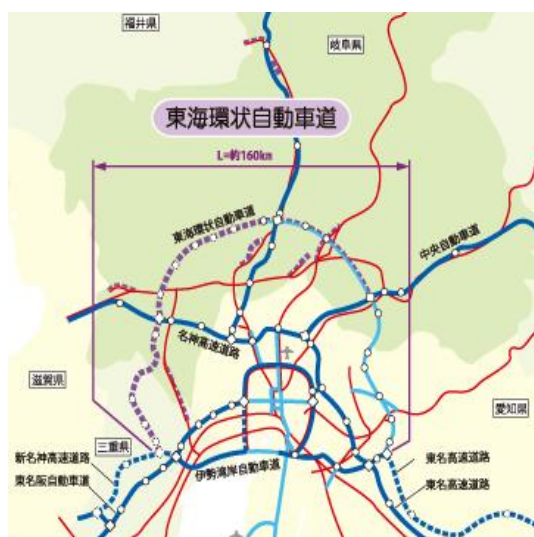 福井県
岐阜県
東海環状自動車道
L=約160km
東海環状自動車道
中央自動車道
名神高速道路
滋賀県
愛知県
三重県
新名神高速道路
東名阪自動車道
伊勢湾岸自動車道
東名高速道路
東名高速道路